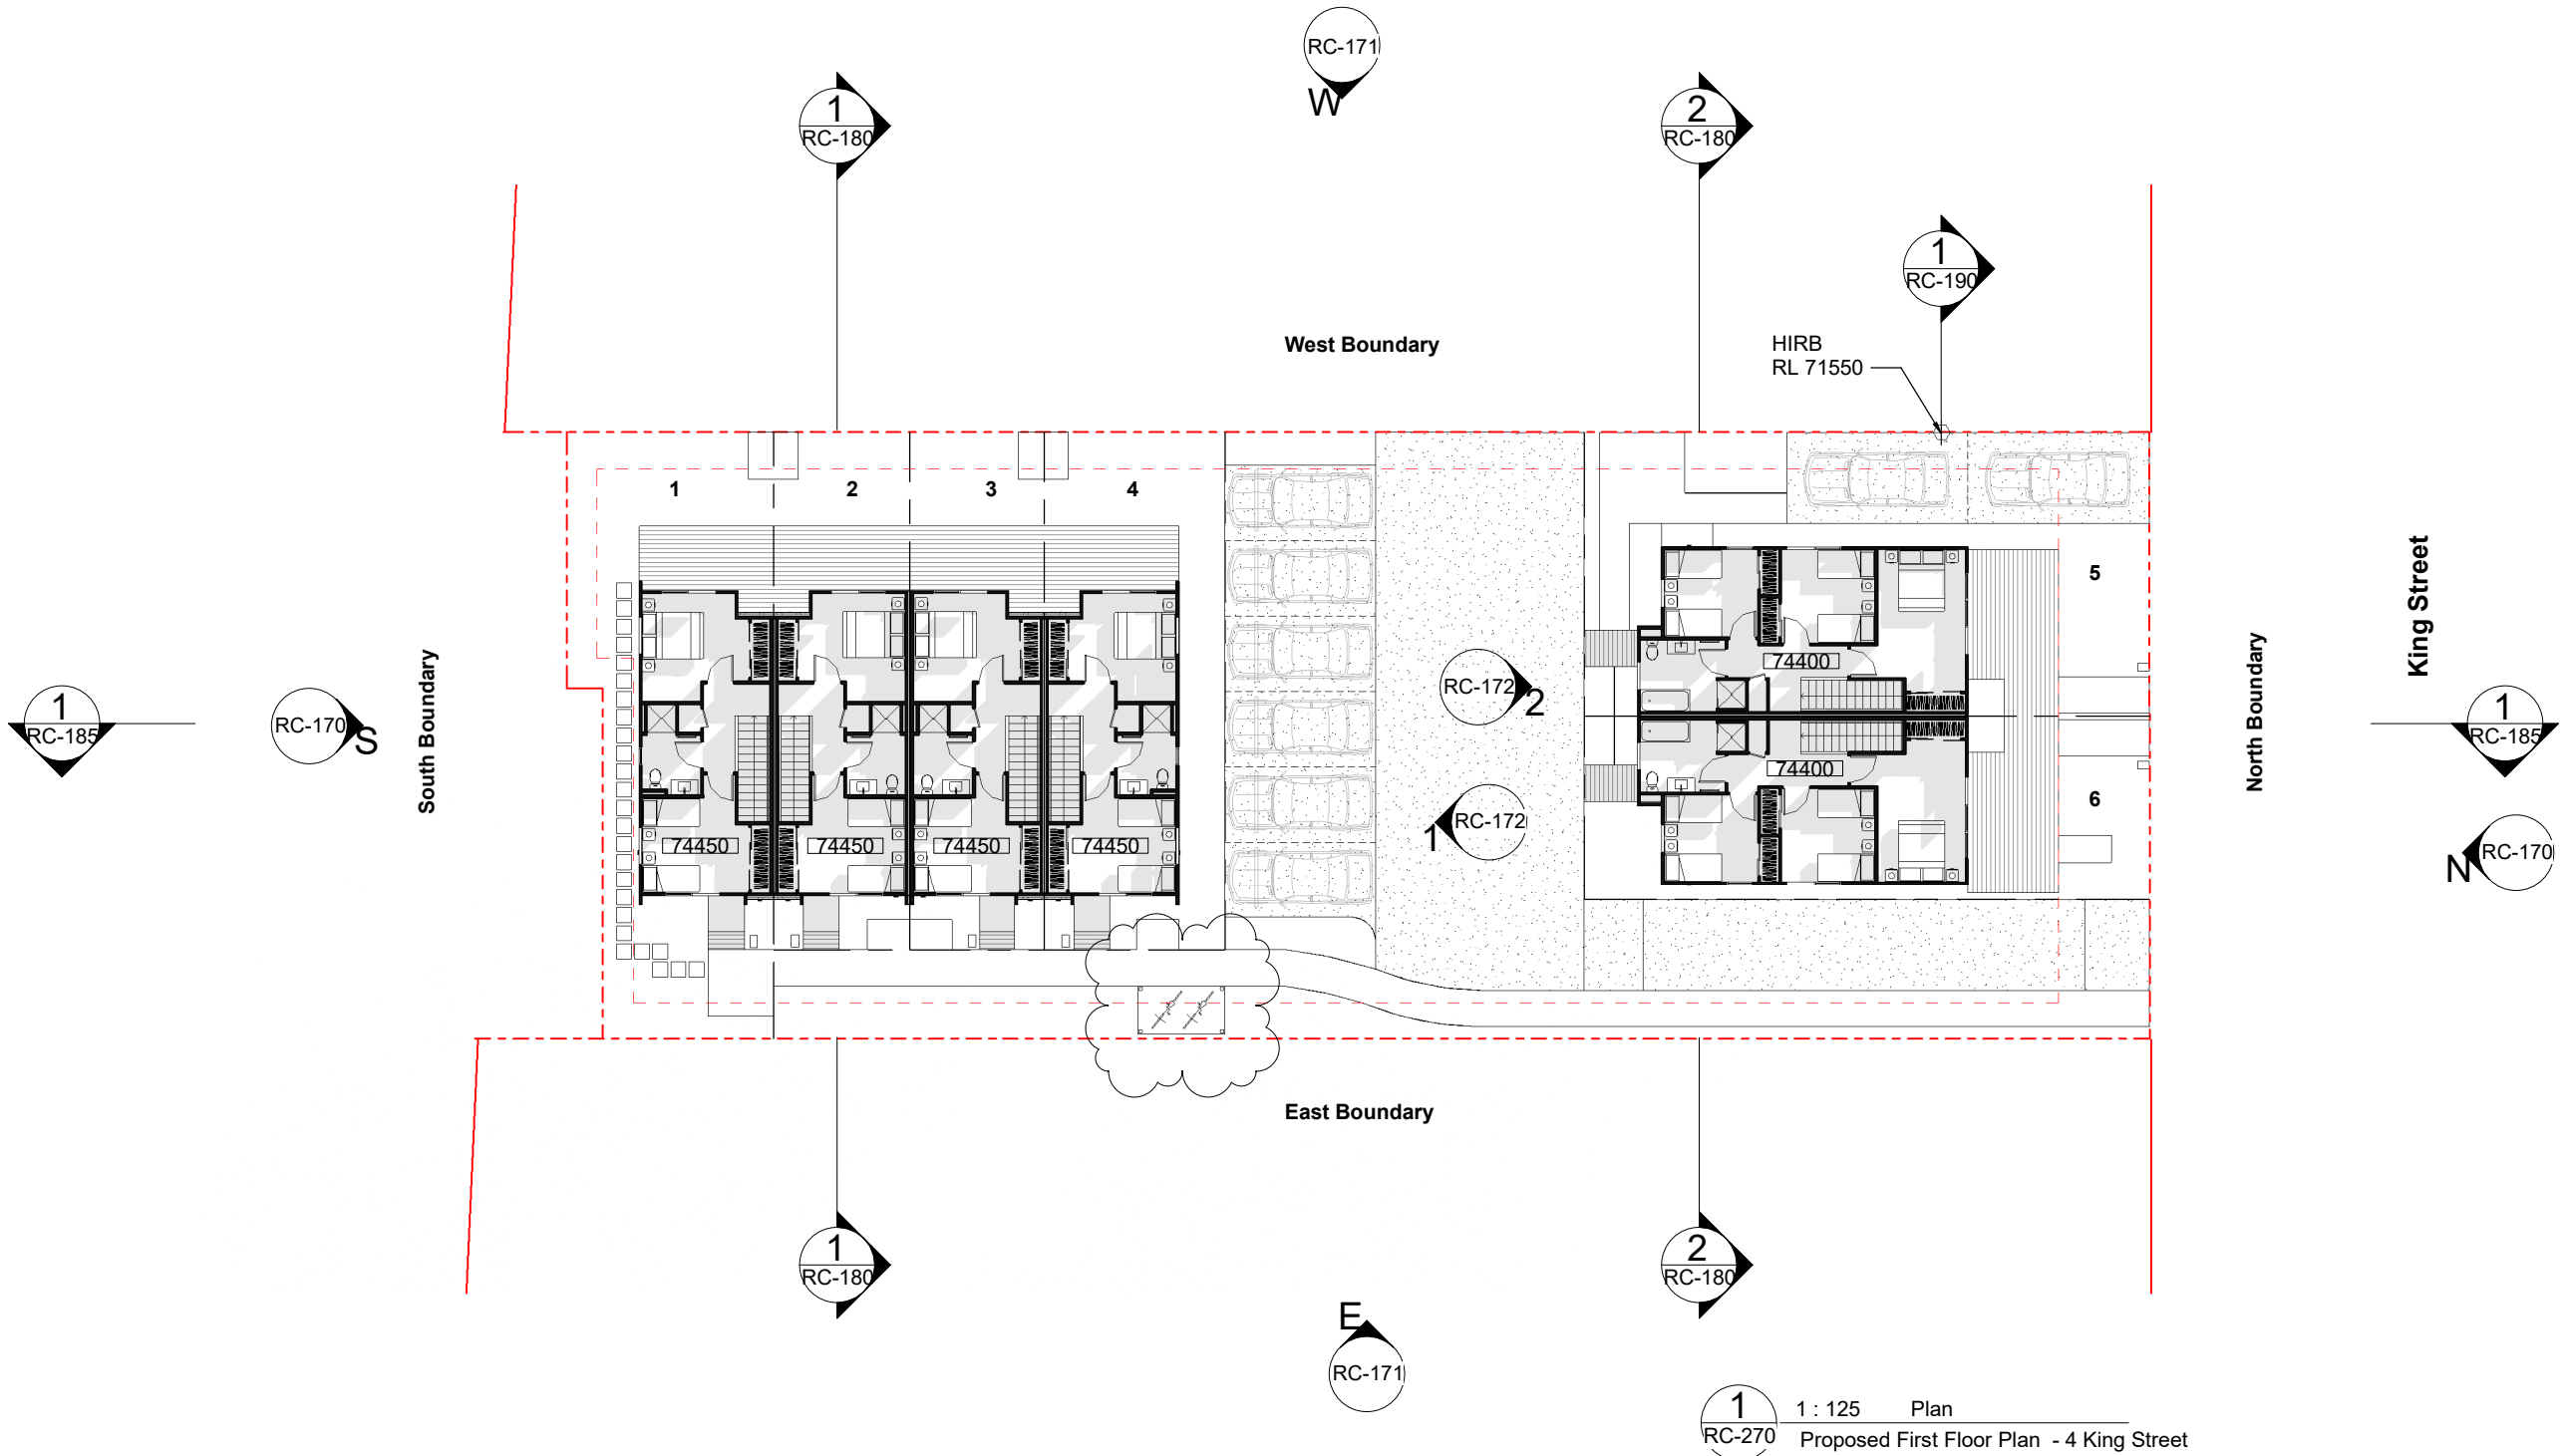 RC-171
W
1
RC-180
2
RC-180
1
RC-190
West Boundary
HIRB
RL 71550
1
2
3
4
5
King Street
South Boundary
North Boundary
74400
1
RC-185
RC-170
S
RC-172
2
1
RC-185
74400
6
1
RC-172
74450
74450
74450
74450
N
RC-170
East Boundary
1
RC-180
2
RC-180
E
RC-171
1
RC-270
1 : 125 Plan
Proposed First Floor Plan - 4 King Street